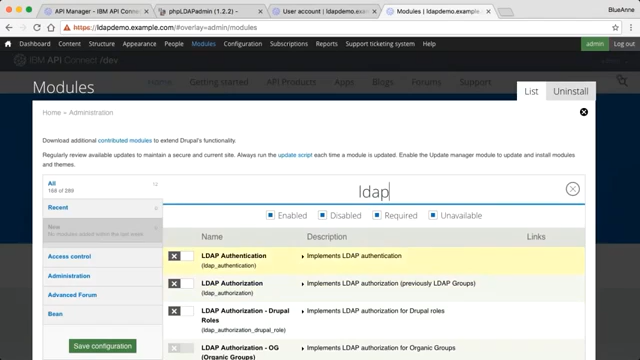 BlueAnne
API Manager - IBM API Conn
phpLDAPadmin (1.2.2) -
User account | ldapdemo.exam
Modules | ldapdemo.example.c
https://ldapdemo.example.com/#overlay=admin/modules
Dashboard Content Structure Appearance People Modules Configuration Reports Support ticketing system Help
admin Log out
IBM API Connect /dev
Home Getting started API Products Apps Blogs Forums Support
Modules
List Uninstall
Home » Administration
Download additional contributed modules to extend Drupal's functionality.
Regularly review available updates to maintain a secure and current site. Always run the update script each time a module is updated. Enable the Update manager module to update and install modules
and themes.
All 12
168 of 289
ldap
Recent
Enabled Disabled Required Unavailable
New
No modules added within the last week
Name Description Links
Access control
LDAP Authentication Implements LDAP authentication
(ldap_authentication)
Administration
LDAP Authorization Implements LDAP authorization (previously LDAP Groups)
(ldap_authorization)
Advanced Forum
LDAP Authorization - Drupal Implements LDAP authorization for Drupal roles
Roles
(ldap_authorization_drupal_role)
Bean
Save configuration
LDAP Authorization - OG Implements LDAP authorization for Organic Groups
(Organic Groups)